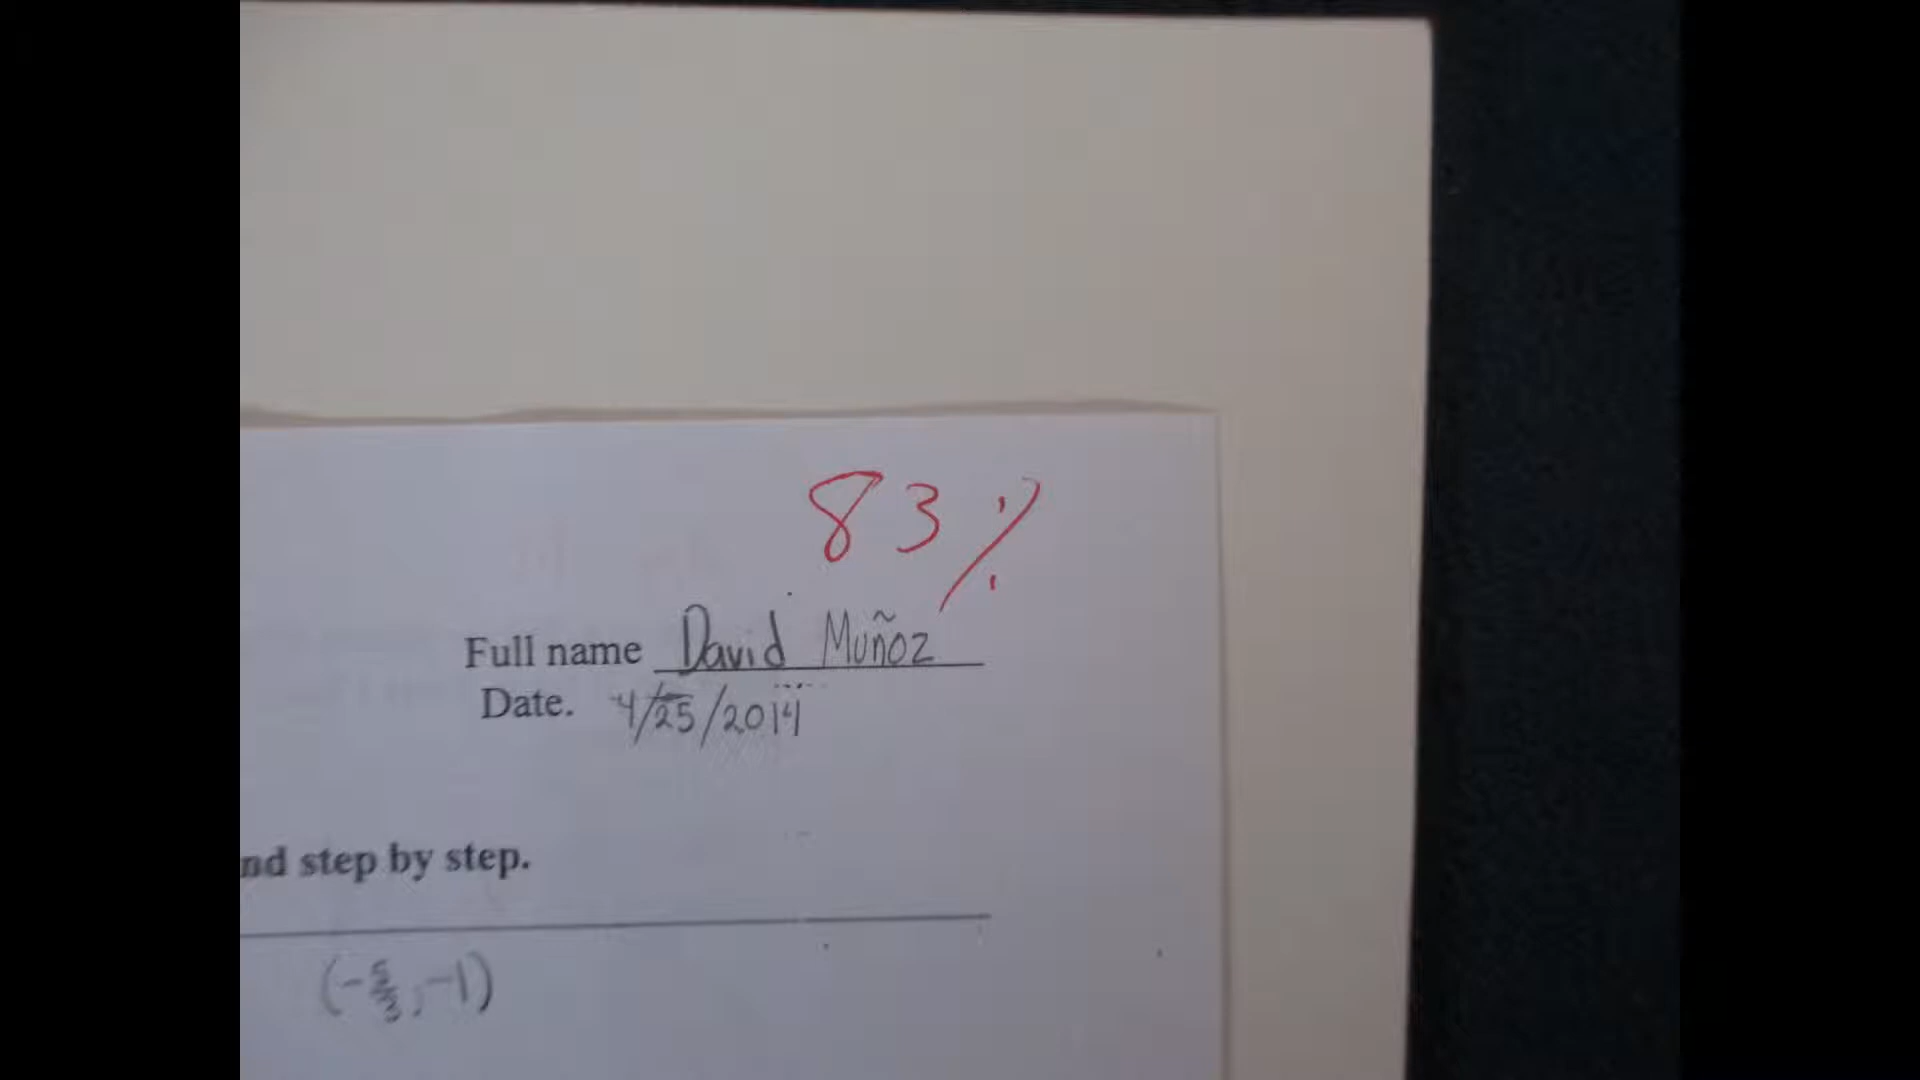 83%
Full name David Muñoz
Date. 4/25/2014
nd step by step.
(-5/3, -1)